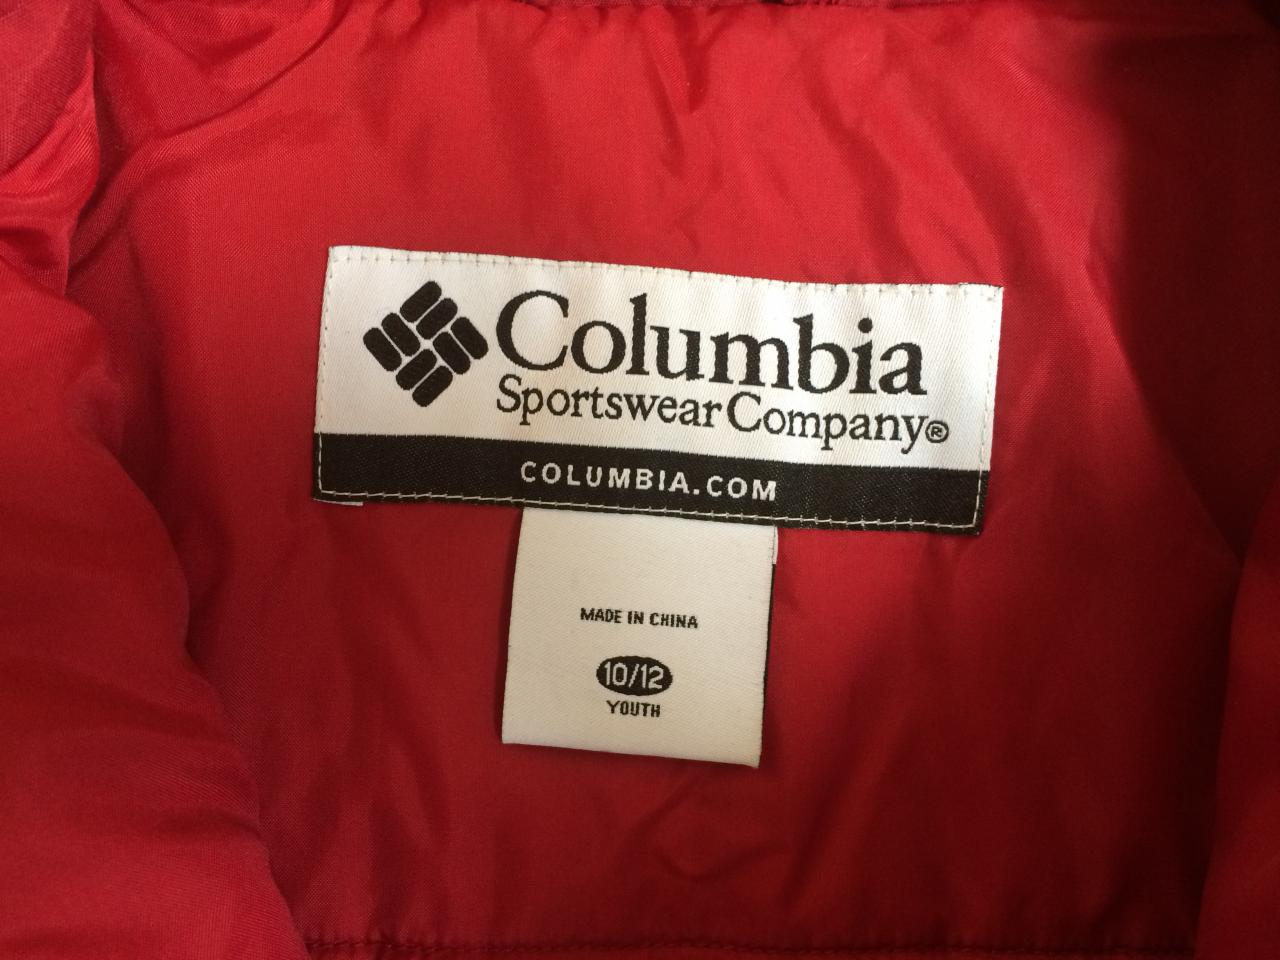 Columbia
Sportswear Company®
COLUMBIA.COM
MADE IN CHINA
10/12
YOUTH